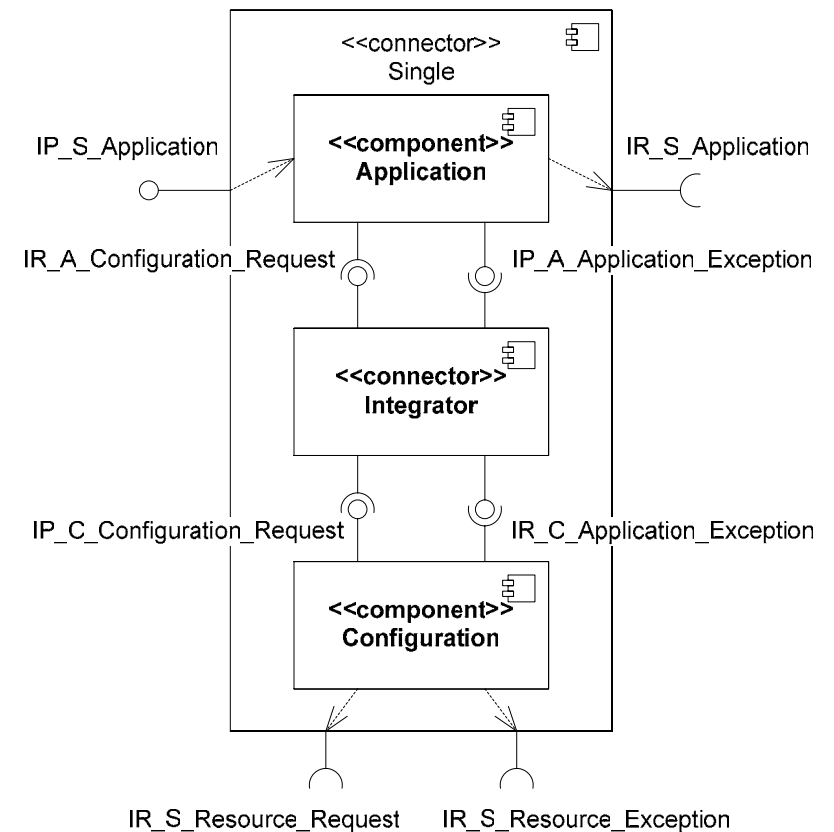 <<connector>>
Single
<<component>>
Application
IP_S_Application
IR_S_Application
IR_A_Configuration_Request
IP_A_Application_Exception
<<connector>>
Integrator
IP_C_Configuration_Request
IR_C_Application_Exception
<<component>>
Configuration
IR_S_Resource_Request
IR_S_Resource_Exception